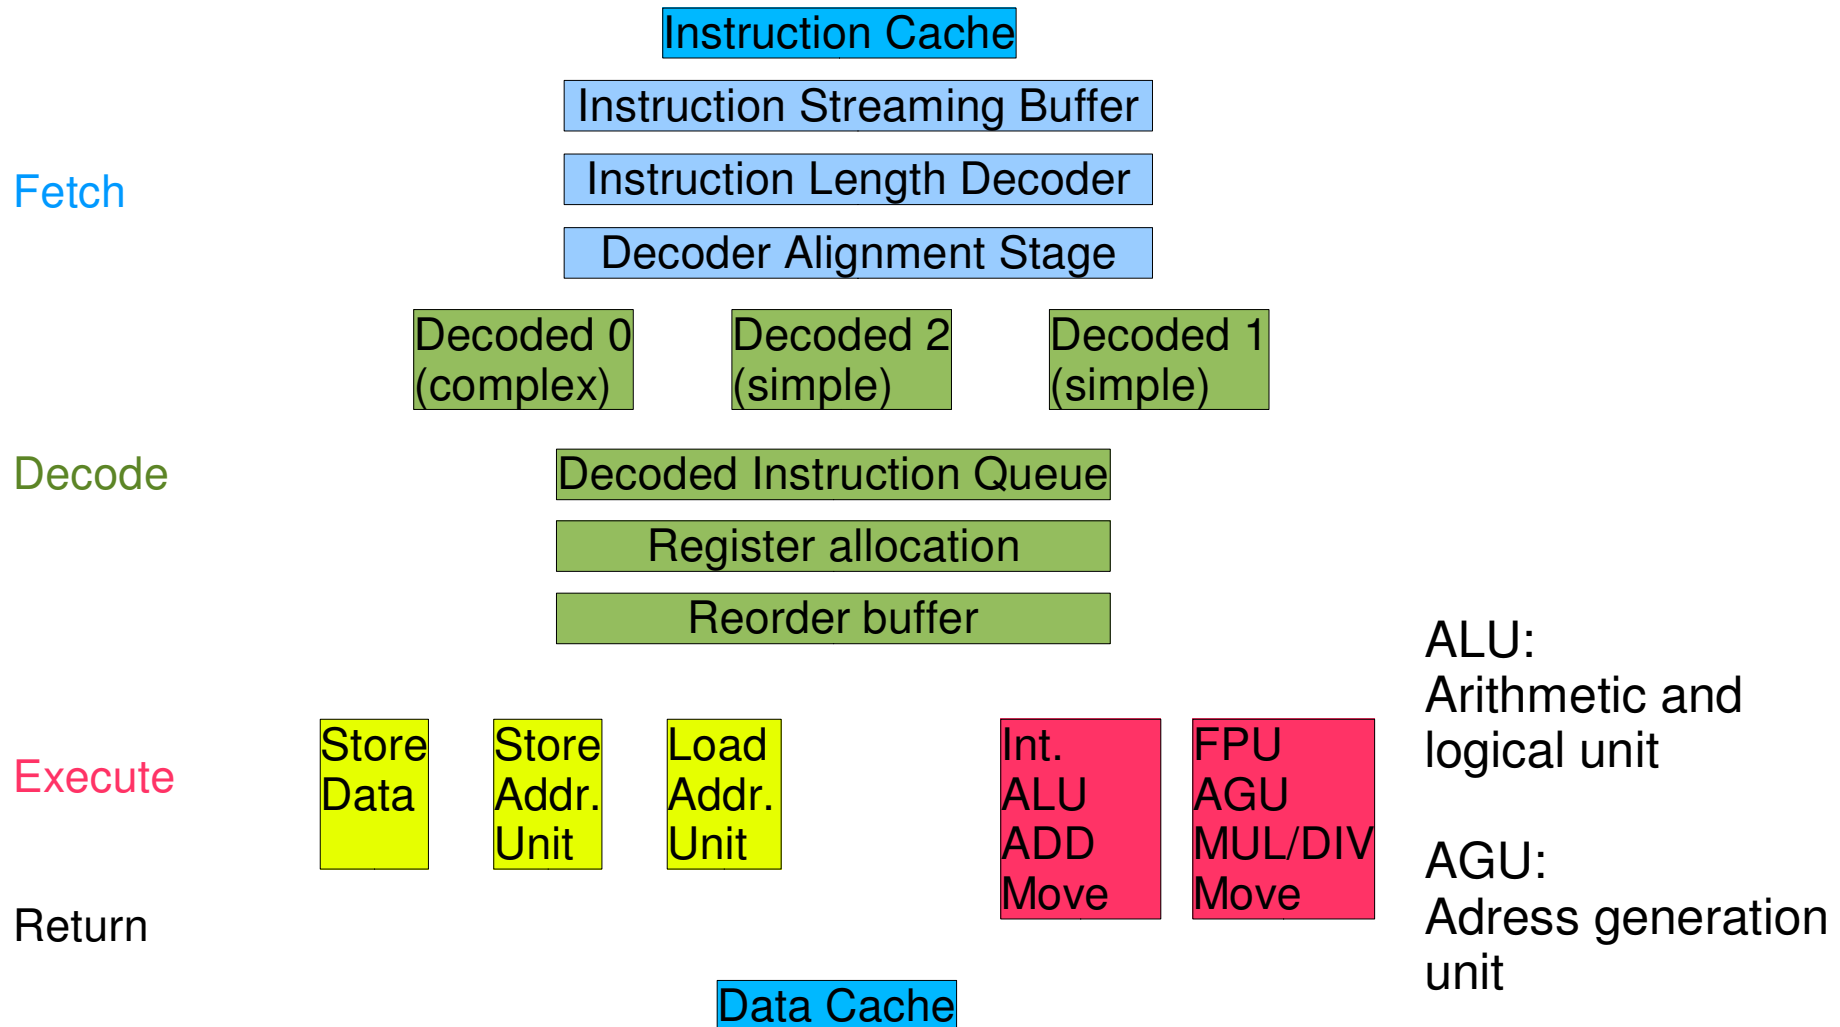 Instruction Cache
Instruction Streaming Buffer
Fetch
Instruction Length Decoder
Decoder Alignment Stage
Decoded 0
(complex)
Decoded 2
(simple)
Decoded 1
(simple)
Decode
Decoded Instruction Queue
Register allocation
Reorder buffer
Execute
Store
Data
Store
Addr.
Unit
Load
Addr.
Unit
Int.
ALU
ADD
Move
FPU
AGU
MUL/DIV
Move
ALU:
Arithmetic and
logical unit
AGU:
Adress generation
unit
Return
Data Cache